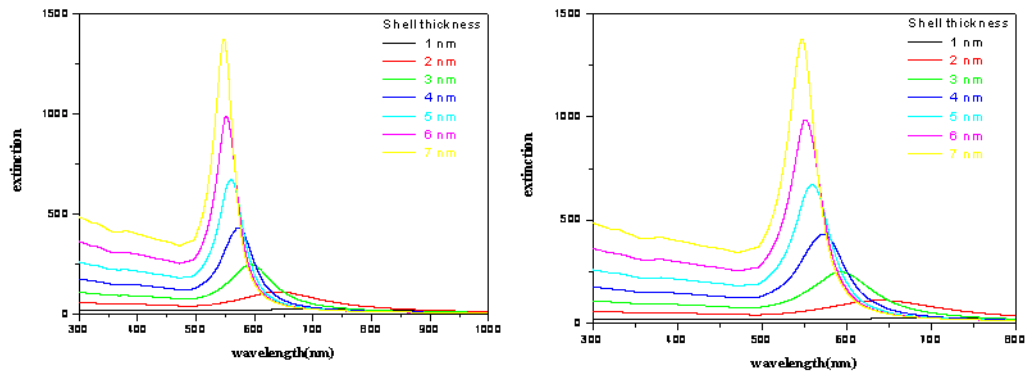 1500
1000
500
0
extinction
Shell thickness
1 nm
2 nm
3 nm
4 nm
5 nm
6 nm
7 nm
300 400 500 600 700 800 900 1000
wavelength(nm)
1500
1000
500
0
extinction
Shell thickness
1 nm
2 nm
3 nm
4 nm
5 nm
6 nm
7 nm
300 400 500 600 700 800
wavelength(nm)